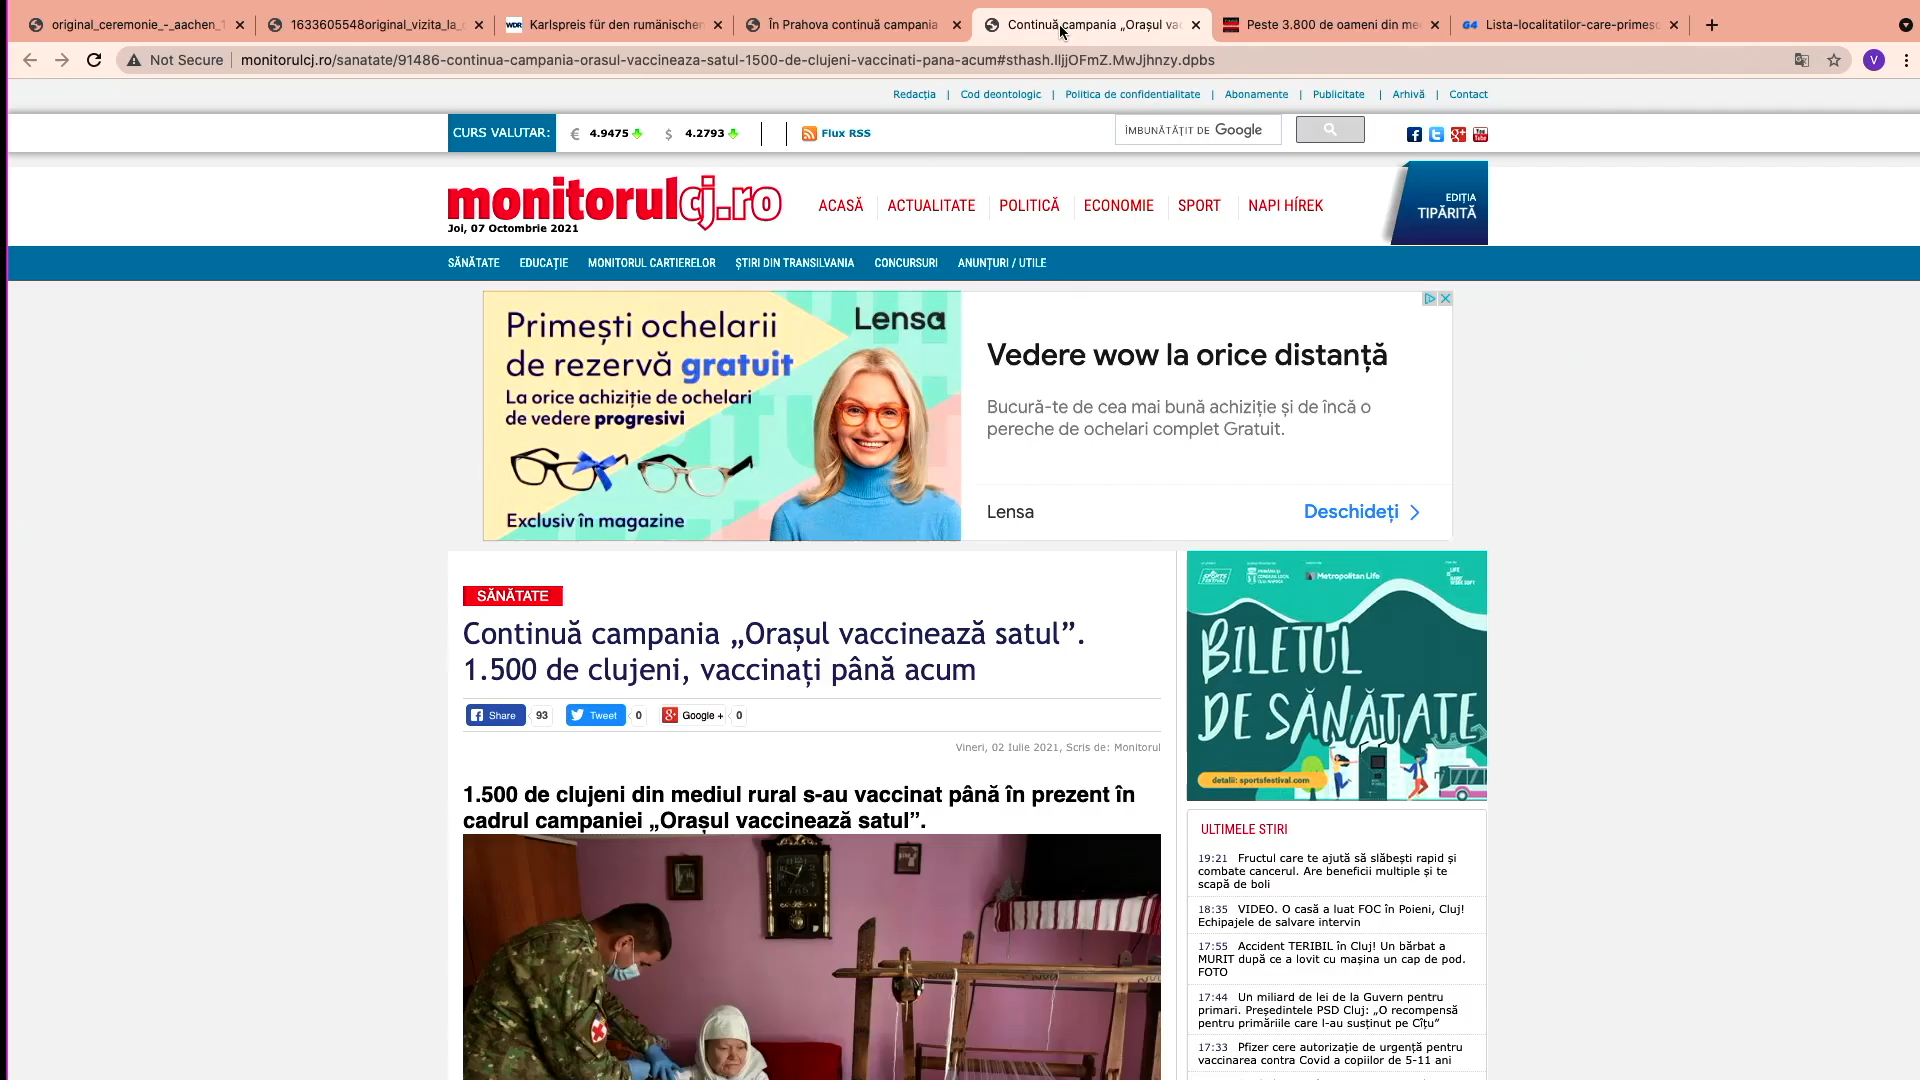 original_ceremonie_-_aachen_1
1633605548original_vizita_la_c
WDR Karlspreis für den rumänischen
În Prahova continuă campania
Continuă campania „Orașul vac
Peste 3.800 de oameni din me
G4 Lista-localitatilor-care-primesc
Not Secure
monitorulcj.ro/sanatate/91486-continua-campania-orasul-vaccineaza-satul-1500-de-clujeni-vaccinati-pana-acum#sthash.lljjOFmZ.MwJjhnzy.dpbs
V
Redacția | Cod deontologic | Politica de confidentialitate | Abonamente | Publicitate | Arhivă | Contact
CURS VALUTAR: € 4.9475 $ 4.2793 Flux RSS
ÎMBUNĂTĂȚIT DE Google
monitorulcj.ro
Joi, 07 Octombrie 2021
ACASĂ ACTUALITATE POLITICĂ ECONOMIE SPORT NAPI HÍREK
EDIȚIA
TIPĂRITĂ
SĂNĂTATE EDUCAȚIE MONITORUL CARTIERELOR ȘTIRI DIN TRANSILVANIA CONCURSURI ANUNȚURI / UTILE
Primești ochelarii
de rezervă gratuit
La orice achiziție de ochelari
de vedere progresivi
Exclusiv în magazine
Lensa
Vedere wow la orice distanță
Bucură-te de cea mai bună achiziție și de încă o
pereche de ochelari complet Gratuit.
Lensa
Deschideți
SĂNĂTATE
Continuă campania „Orașul vaccinează satul”.
1.500 de clujeni, vaccinați până acum
Share 93 Tweet 0 Google + 0
Vineri, 02 Iulie 2021, Scris de: Monitorul
1.500 de clujeni din mediul rural s-au vaccinat până în prezent în
cadrul campaniei „Orașul vaccinează satul”.
Metropolitan Life
BILETUL
DE SĂNĂTATE
detalii: sportsfestival.com
ULTIMELE STIRI
19:21 Fructul care te ajută să slăbești rapid și
combate cancerul. Are beneficii multiple și te
scapă de boli
18:35 VIDEO. O casă a luat FOC în Poieni, Cluj!
Echipajele de salvare intervin
17:55 Accident TERIBIL în Cluj! Un bărbat a
MURIT după ce a lovit cu mașina un cap de pod.
FOTO
17:44 Un miliard de lei de la Guvern pentru
primari. Președintele PSD Cluj: „O recompensă
pentru primăriile care l-au susținut pe Cîțu”
17:33 Pfizer cere autorizație de urgență pentru
vaccinarea contra Covid a copiilor de 5-11 ani